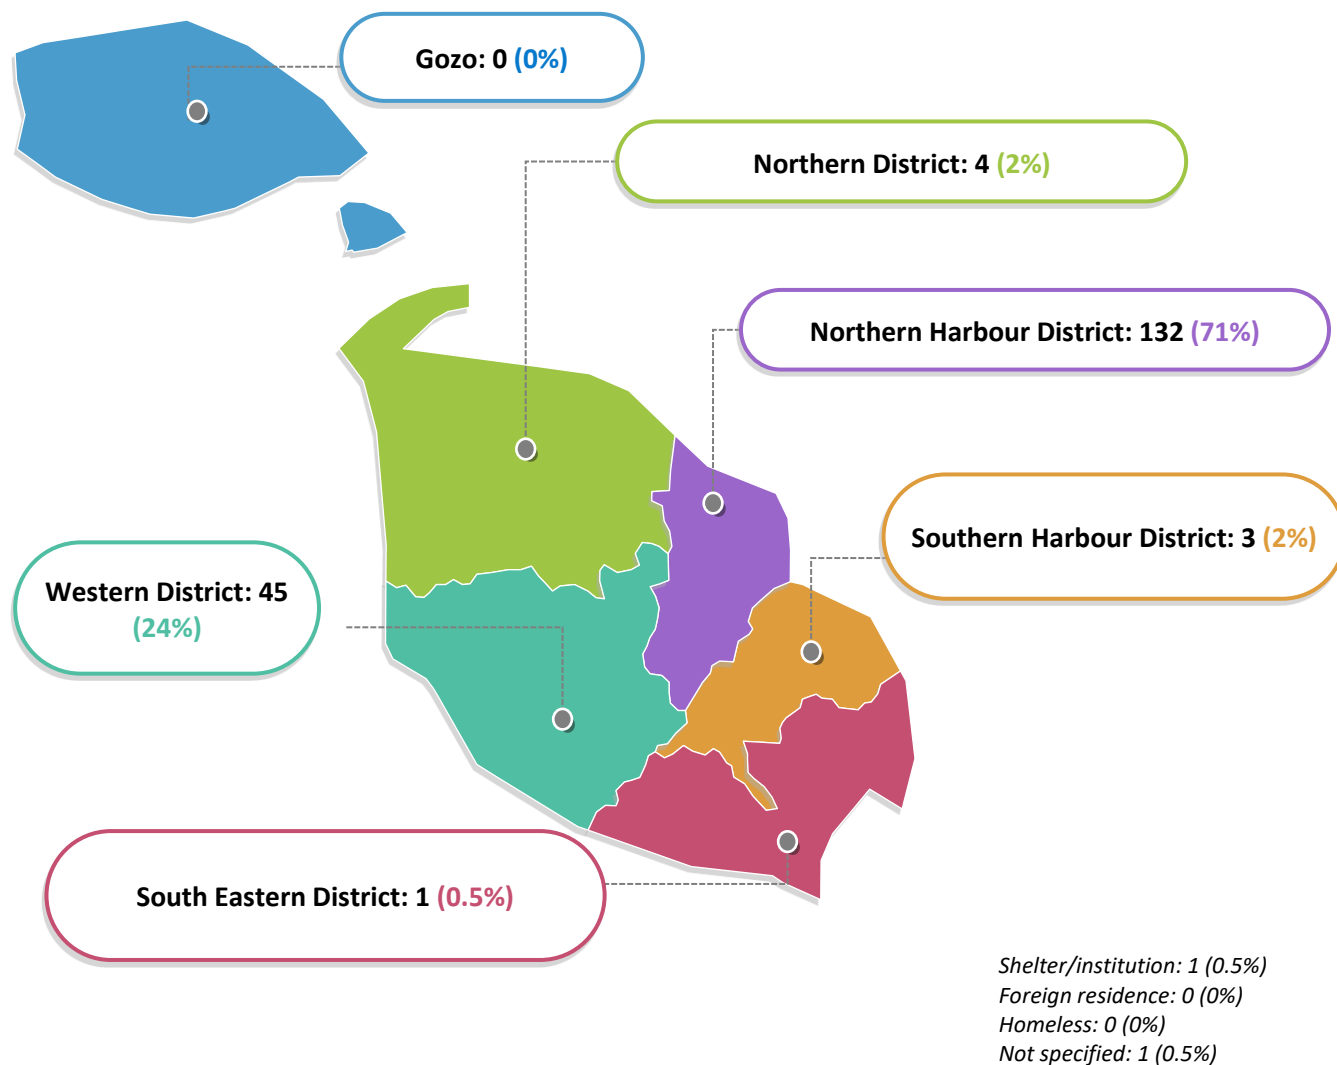 Gozo: 0 (0%)
Northern District: 4 (2%)
Northern Harbour District: 132 (71%)
Southern Harbour District: 3 (2%)
Western District: 45
(24%)
South Eastern District: 1 (0.5%)
Shelter/institution: 1 (0.5%)
Foreign residence: 0 (0%)
Homeless: 0 (0%)
Not specified: 1 (0.5%)